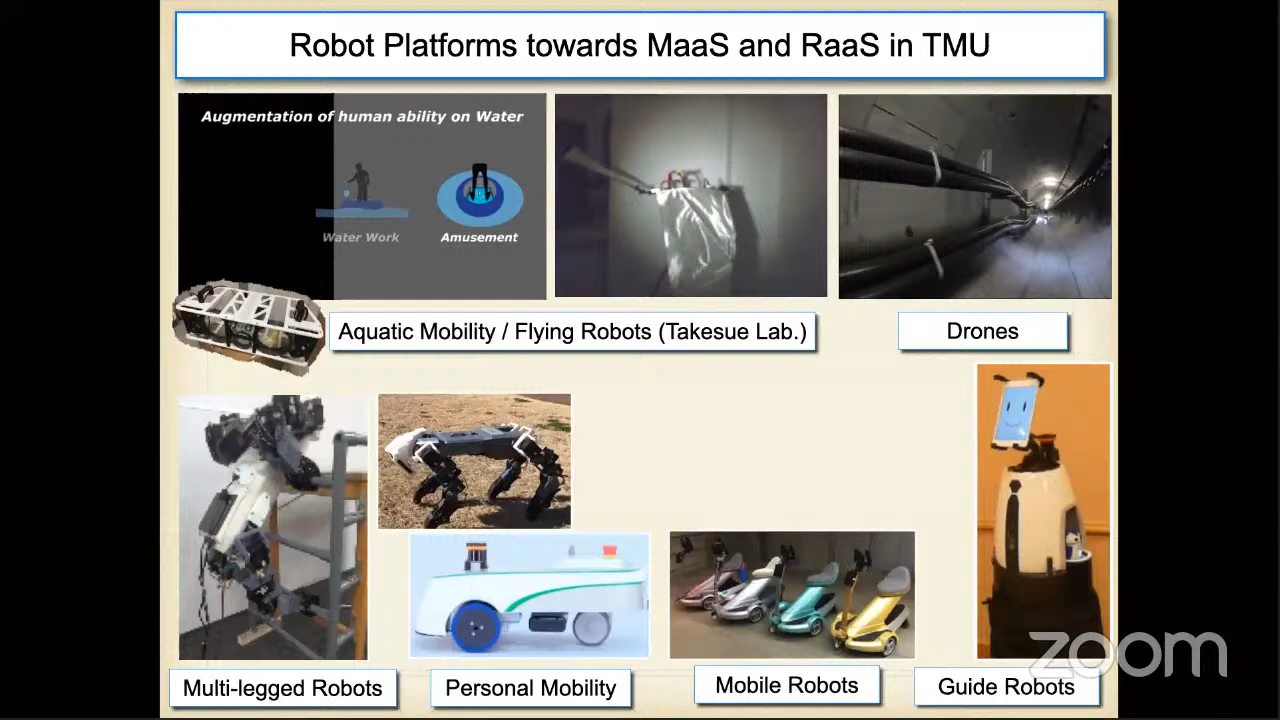 Robot Platforms towards MaaS and RaaS in TMU
Augmentation of human ability on Water
Water Work
Amusement
Aquatic Mobility / Flying Robots (Takesue Lab.)
Drones
Multi-legged Robots
Personal Mobility
Mobile Robots
Guide Robots
zoom